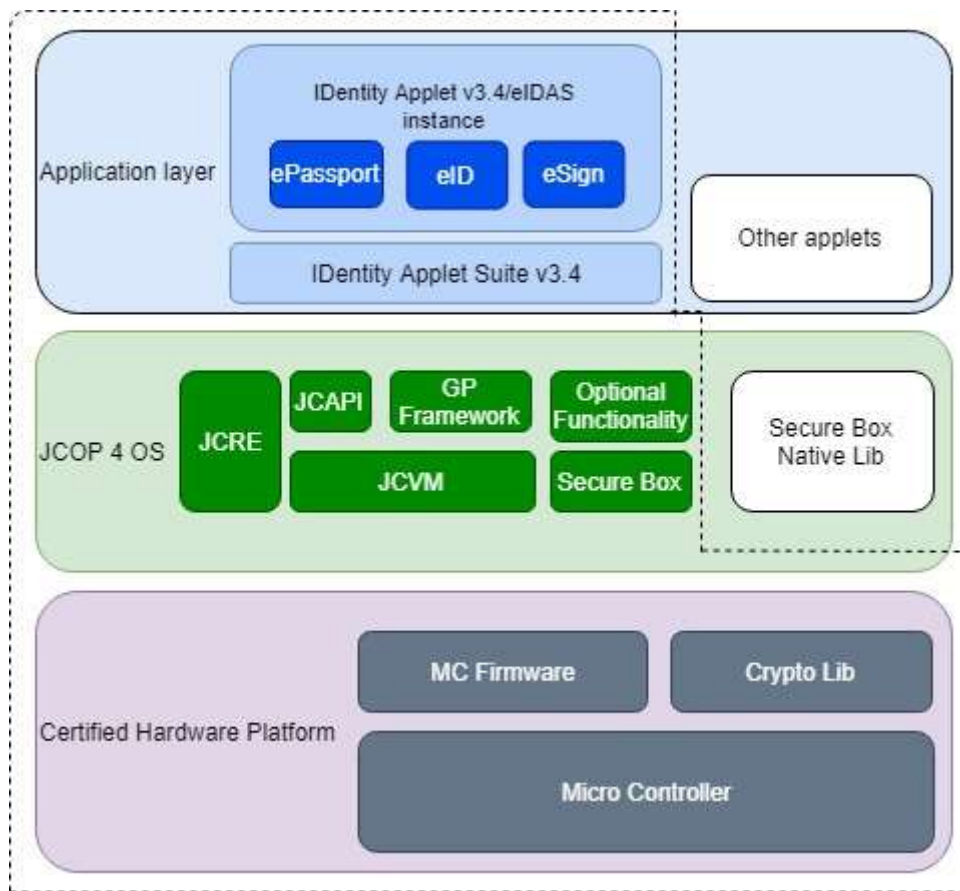 IDentity Applet v3.4/eIDAS
instance
Application layer
ePassport
eID
eSign
Other applets
IDentity Applet Suite v3.4
JCOP 4 OS
JCRE
JCAPI
GP
Framework
Optional
Functionality
JCVM
Secure Box
Secure Box
Native Lib
Certified Hardware Platform
MC Firmware
Crypto Lib
Micro Controller